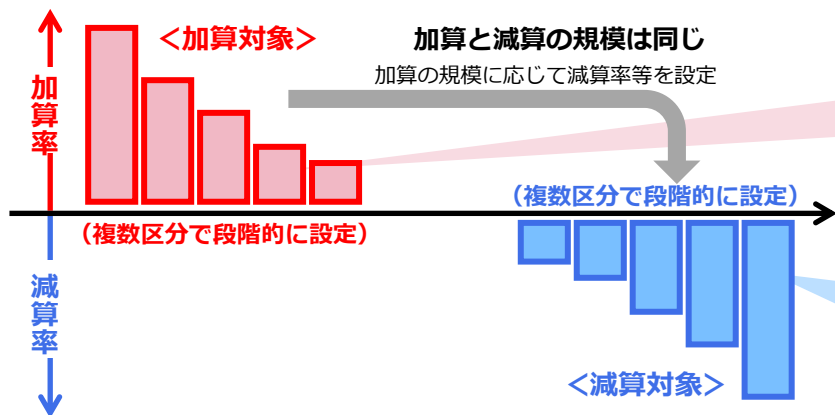 ＜加算対象＞
加算と減算の規模は同じ
加算の規模に応じて減算率等を設定
加算率
（複数区分で段階的に設定）
（複数区分で段階的に設定）
減算率
＜減算対象＞